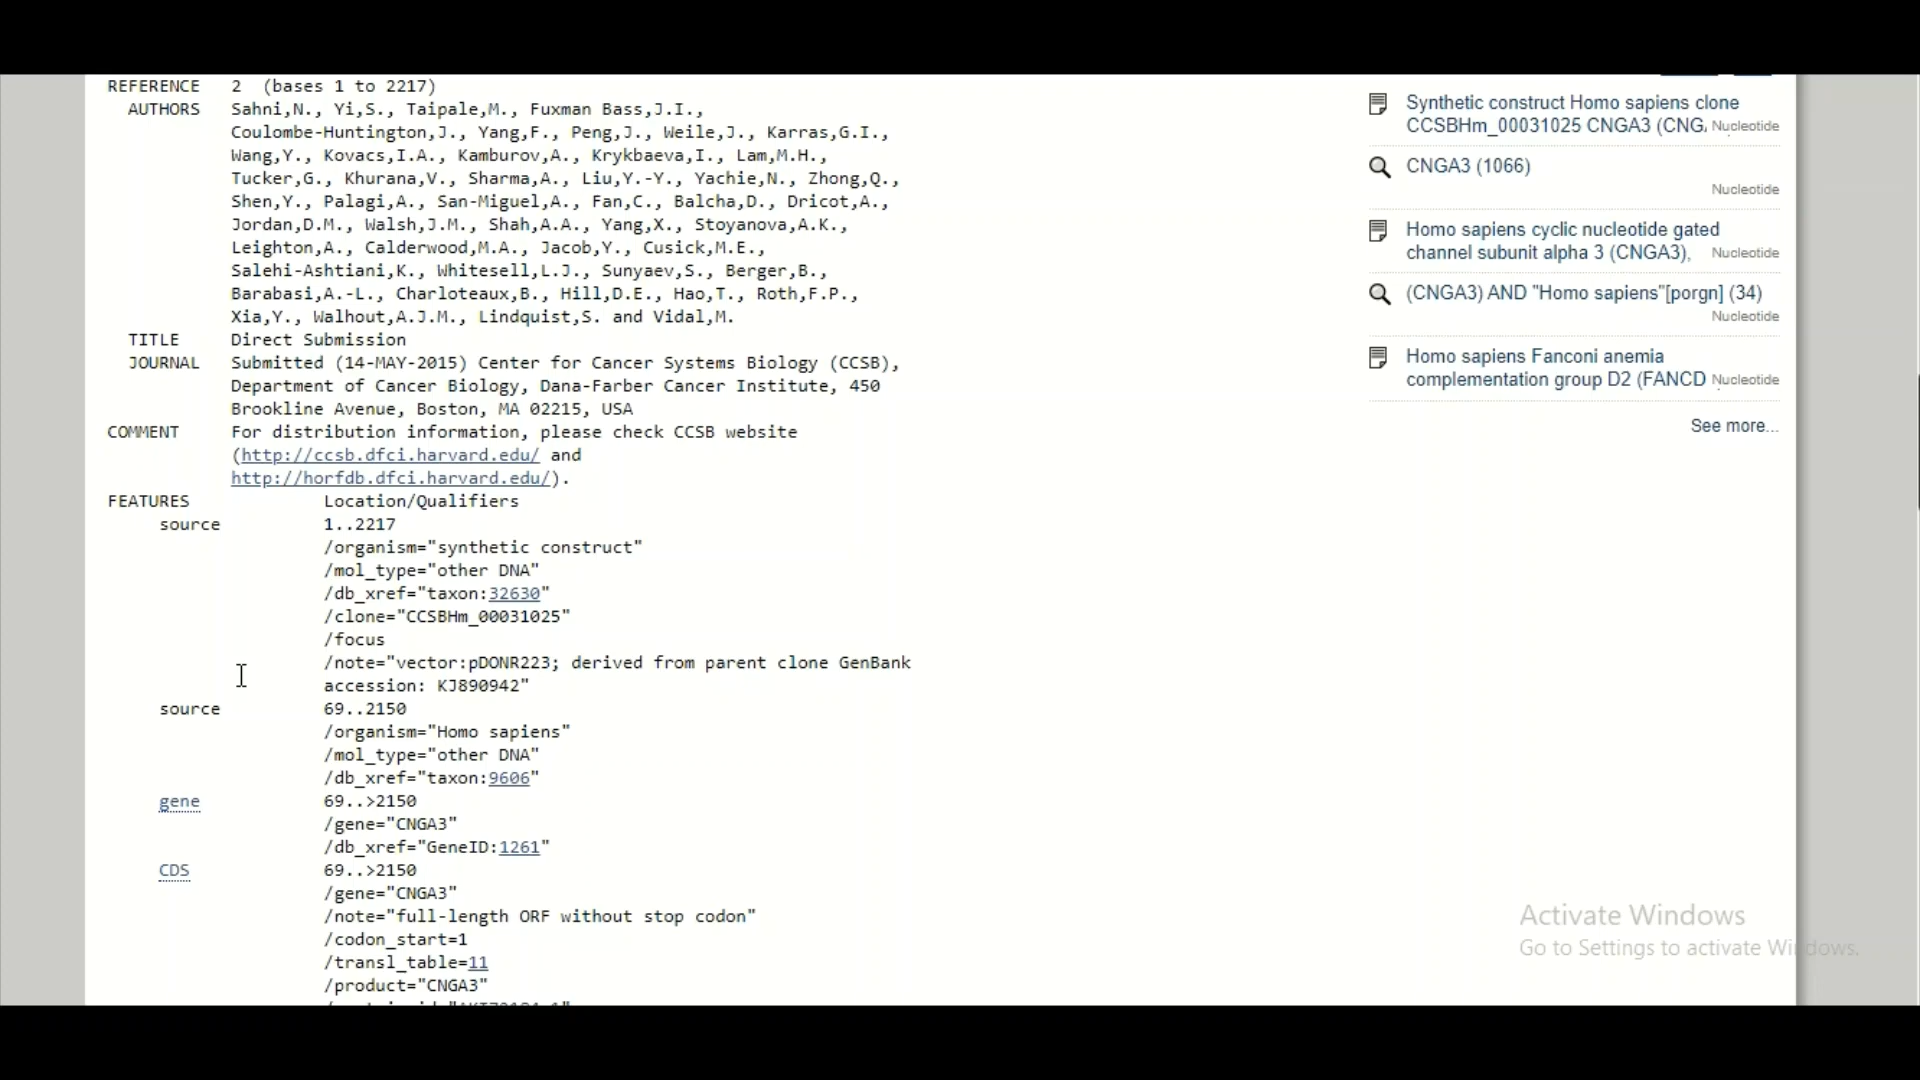 REFERENCE 2 (bases 1 to 2217)
AUTHORS Sahni,N., Yi,S., Taipale,M., Fuxman Bass,J.I.,
Coulombe-Huntington,J., Yang,F., Peng,J., Weile,J., Karras,G.I.,
Wang,Y., Kovacs,I.A., Kamburov,A., Krykbaeva,I., Lam,M.H.,
Tucker,G., Khurana,V., Sharma,A., Liu,Y.-Y., Yachie,N., Zhong,Q.,
Shen,Y., Palagi,A., San-Miguel,A., Fan,C., Balcha,D., Dricot,A.,
Jordan,D.M., Walsh,J.M., Shah,A.A., Yang,X., Stoyanova,A.K.,
Leighton,A., Calderwood,M.A., Jacob,Y., Cusick,M.E.,
Salehi-Ashtiani,K., Whitesell,L.J., Sunyaev,S., Berger,B.,
Barabasi,A.-L., Charloteaux,B., Hill,D.E., Hao,T., Roth,F.P.,
Xia,Y., Walhout,A.J.M., Lindquist,S. and Vidal,M.
TITLE Direct Submission
JOURNAL Submitted (14-MAY-2015) Center for Cancer Systems Biology (CCSB),
Department of Cancer Biology, Dana-Farber Cancer Institute, 450
Brookline Avenue, Boston, MA 02215, USA
COMMENT For distribution information, please check CCSB website
(http://ccsb.dfci.harvard.edu/ and
http://horfdb.dfci.harvard.edu/).
FEATURES Location/Qualifiers
source 1..2217
/organism="synthetic construct"
/mol_type="other DNA"
/db_xref="taxon:32630"
/clone="CCSBHm_00031025"
/focus
/note="vector:pDONR223; derived from parent clone GenBank
accession: KJ890942"
source 69..2150
/organism="Homo sapiens"
/mol_type="other DNA"
/db_xref="taxon:9606"
gene 69..>2150
/gene="CNGA3"
/db_xref="GeneID:1261"
CDS 69..>2150
/gene="CNGA3"
/note="full-length ORF without stop codon"
/codon_start=1
/transl_table=11
/product="CNGA3"
Synthetic construct Homo sapiens clone
CCSBHm_00031025 CNGA3 (CNG. Nucleotide
CNGA3 (1066)
Nucleotide
Homo sapiens cyclic nucleotide gated
channel subunit alpha 3 (CNGA3), Nucleotide
(CNGA3) AND "Homo sapiens"[porgn] (34)
Nucleotide
Homo sapiens Fanconi anemia
complementation group D2 (FANCD Nucleotide
See more...
Activate Windows
Go to Settings to activate Windows.